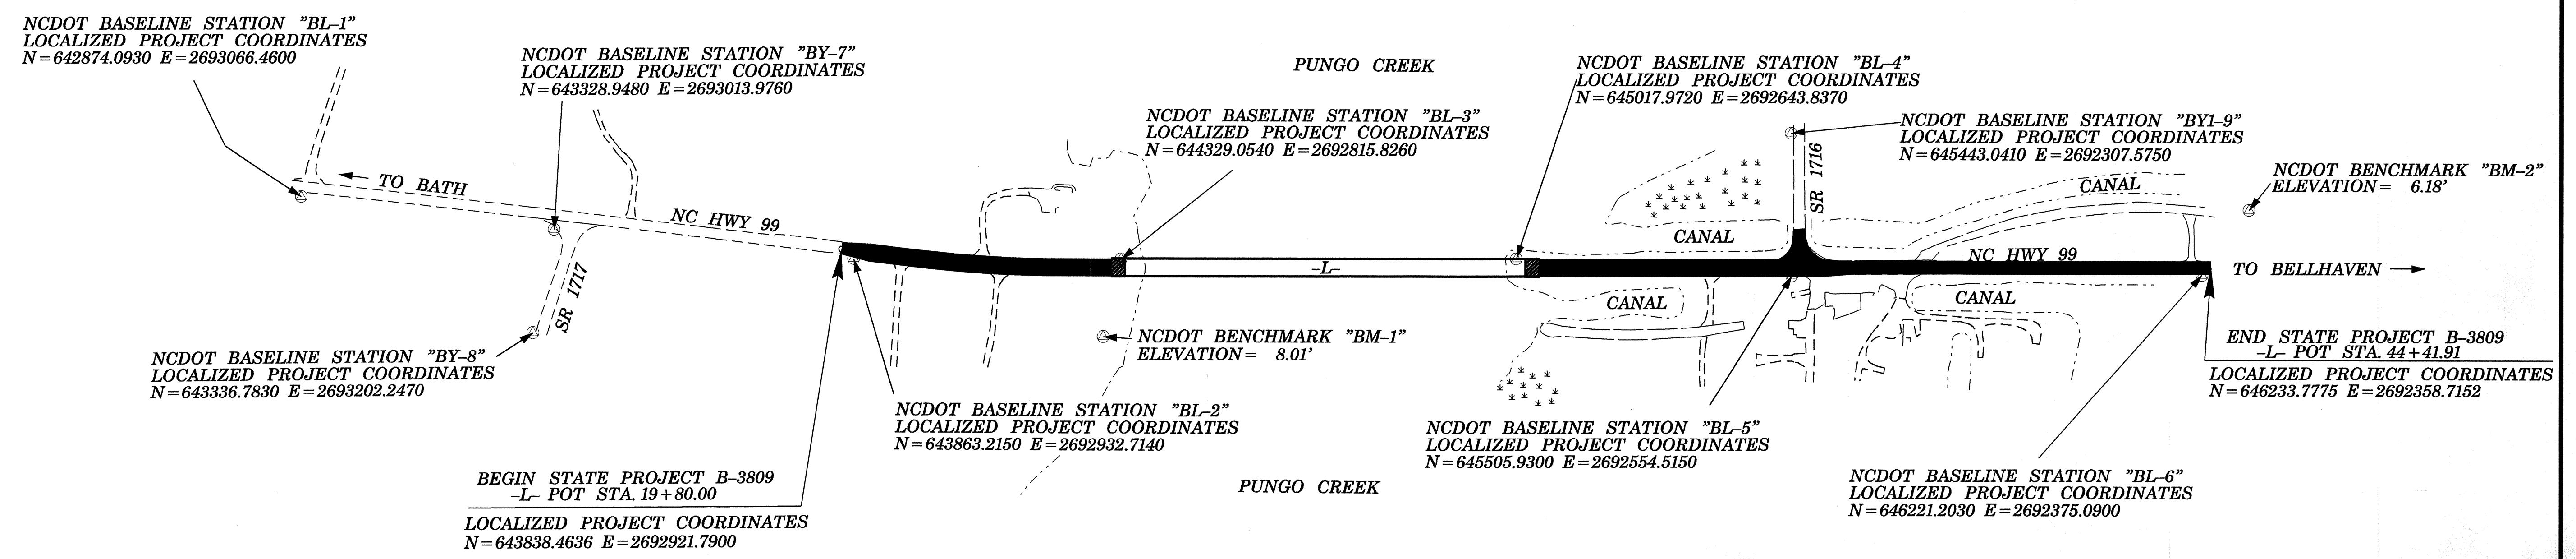 NCDOT BASELINE STATION "BL-1"
LOCALIZED PROJECT COORDINATES
N=642874.0930 E=2693066.4600
NCDOT BASELINE STATION "BY-7"
LOCALIZED PROJECT COORDINATES
N=643328.9480 E=2693013.9760
PUNGO CREEK
NCDOT BASELINE STATION "BL-3"
LOCALIZED PROJECT COORDINATES
N=644329.0540 E=2692815.8260
NCDOT BASELINE STATION "BL-4"
LOCALIZED PROJECT COORDINATES
N=645017.9720 E=2692643.8370
NCDOT BASELINE STATION "BY1-9"
LOCALIZED PROJECT COORDINATES
N=645443.0410 E=2692307.5750
NCDOT BENCHMARK "BM-2"
ELEVATION= 6.18'
TO BATH
NC HWY 99
SR 1716
CANAL
CANAL
NC HWY 99
-L-
TO BELLHAVEN
SR 1717
CANAL
CANAL
NCDOT BENCHMARK "BM-1"
ELEVATION= 8.01'
NCDOT BASELINE STATION "BY-8"
LOCALIZED PROJECT COORDINATES
N=643336.7830 E=2693202.2470
END STATE PROJECT B-3809
-L- POT STA. 44+41.91
LOCALIZED PROJECT COORDINATES
N=646233.7775 E=2692358.7152
NCDOT BASELINE STATION "BL-2"
LOCALIZED PROJECT COORDINATES
N=643863.2150 E=2692932.7140
NCDOT BASELINE STATION "BL-5"
LOCALIZED PROJECT COORDINATES
N=645505.9300 E=2692554.5150
BEGIN STATE PROJECT B-3809
-L- POT STA. 19+80.00
LOCALIZED PROJECT COORDINATES
N=643838.4636 E=2692921.7900
PUNGO CREEK
NCDOT BASELINE STATION "BL-6"
LOCALIZED PROJECT COORDINATES
N=646221.2030 E=2692375.0900